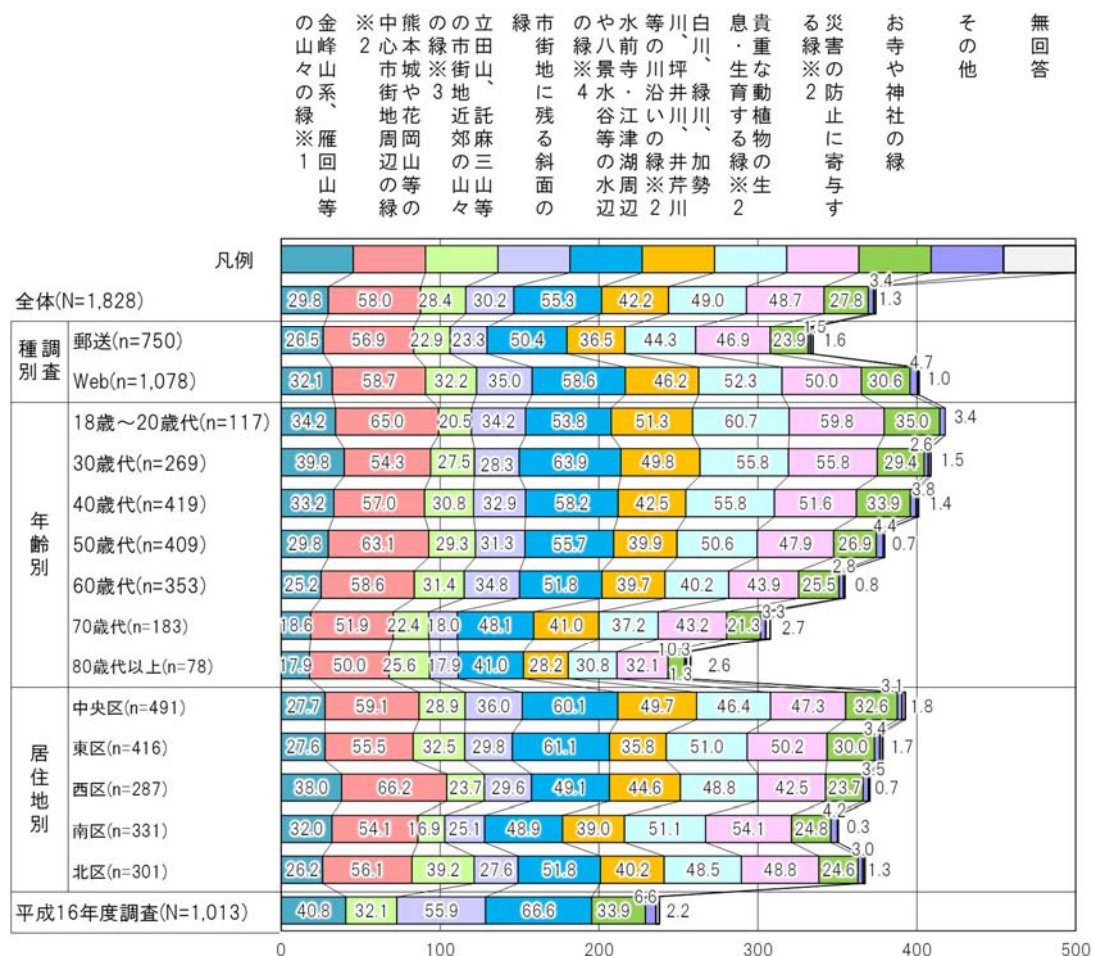 金峰山系、雁回山等
の山々の緑※1
熊本城や花岡山等の
中心市街地周辺の緑
※2
立田山、託麻三山等
の市街地近郊の山々
の緑※3
市街地に残る斜面の
緑
水前寺・江津湖周辺
や八景水谷等の水辺
の緑※4
白川、緑川、加勢
川、坪井川、井芹川
等の川沿いの緑※2
貴重な動植物の生
息・生育する緑※2
災害の防止に寄与す
る緑※2
お寺や神社の緑
その他
無回答
凡例
全体(N=1,828) 29.8 58.0 28.4 30.2 55.3 42.2 49.0 48.7 27.8 3.4 1.3
調査種別
郵送(n=750) 26.5 56.9 22.9 23.3 50.4 36.5 44.3 46.9 23.9 1.5 1.6
Web(n=1,078) 32.1 58.7 32.2 35.0 58.6 46.2 52.3 50.0 30.6 4.7 1.0
年齢別
18歳～20歳代(n=117) 34.2 65.0 20.5 34.2 53.8 51.3 60.7 59.8 35.0 3.4
30歳代(n=269) 39.8 54.3 27.5 28.3 63.9 49.8 55.8 55.8 29.4 2.6 1.5
40歳代(n=419) 33.2 57.0 30.8 32.9 58.2 42.5 55.8 51.6 33.9 3.8 1.4
50歳代(n=409) 29.8 63.1 29.3 31.3 55.7 39.9 50.6 47.9 26.9 4.4 0.7
60歳代(n=353) 25.2 58.6 31.4 34.8 51.8 39.7 40.2 43.9 25.5 2.8 0.8
70歳代(n=183) 18.6 51.9 22.4 18.0 48.1 41.0 37.2 43.2 21.3 3.3 2.7
80歳代以上(n=78) 17.9 50.0 25.6 17.9 41.0 28.2 30.8 32.1 10.3 1.3 2.6
居住地別
中央区(n=491) 27.7 59.1 28.9 36.0 60.1 49.7 46.4 47.3 32.6 3.1 1.8
東区(n=416) 27.6 55.5 32.5 29.8 61.1 35.8 51.0 50.2 30.0 3.4 1.7
西区(n=287) 38.0 66.2 23.7 29.6 49.1 44.6 48.8 42.5 23.7 3.5 0.7
南区(n=331) 32.0 54.1 16.9 25.1 48.9 39.0 51.1 54.1 24.8 4.2 0.3
北区(n=301) 26.2 56.1 39.2 27.6 51.8 40.2 48.5 48.8 24.6 3.0 1.3
平成16年度調査(N=1,013) 40.8 32.1 55.9 66.6 33.9 6.6 2.2
0 100 200 300 400 500